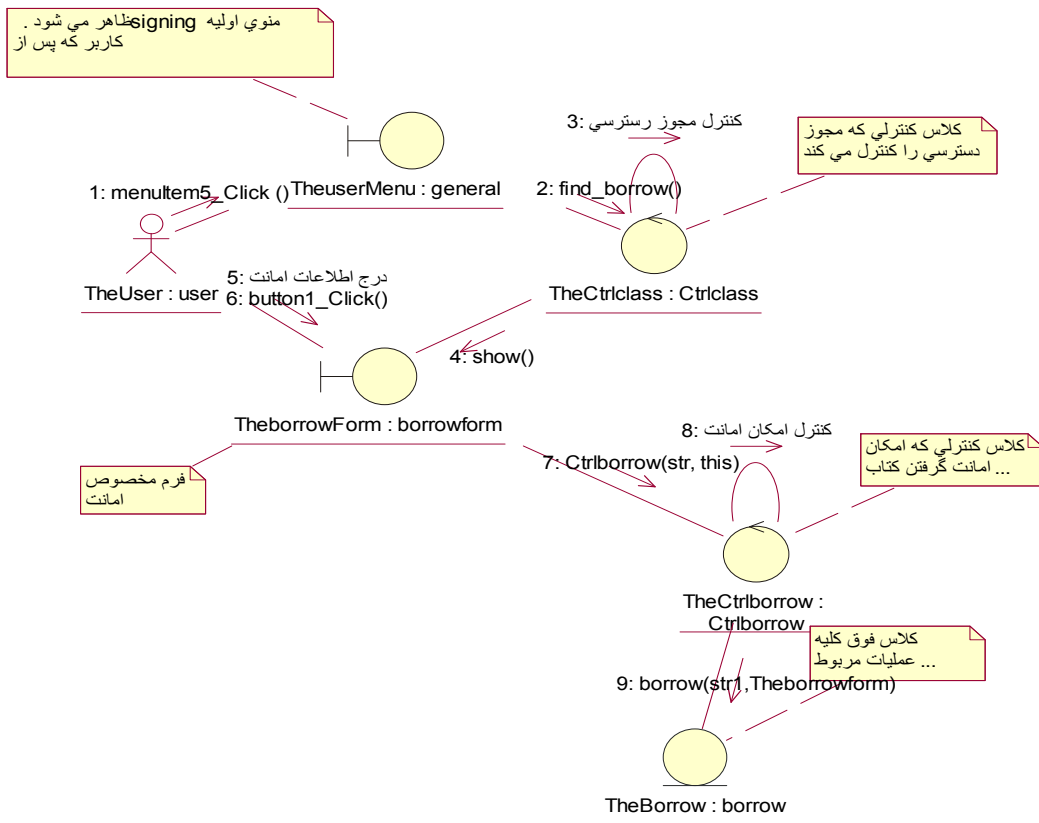 منوي اوليه signing ظاهر مي شود .
كاربر كه پس از
3: كنترل مجوز رسترسي
كلاس كنترلي كه مجوز
دسترسي را كنترل مي كند
1: menuItem5_Click ()
TheuserMenu : general
2: find_borrow()
TheUser : user
5: درج اطلاعات امانت
6: button1_Click()
TheCtrlclass : Ctrlclass
4: show()
TheborrowForm : borrowform
فرم مخصوص
امانت
8: كنترل امكان امانت
7: Ctrlborrow(str, this)
كلاس كنترلي كه امكان
امانت گرفتن كتاب ...
TheCtrlborrow :
Ctrlborrow
كلاس فوق كليه
عمليات مربوط ...
9: borrow(str1,Theborrowform)
TheBorrow : borrow